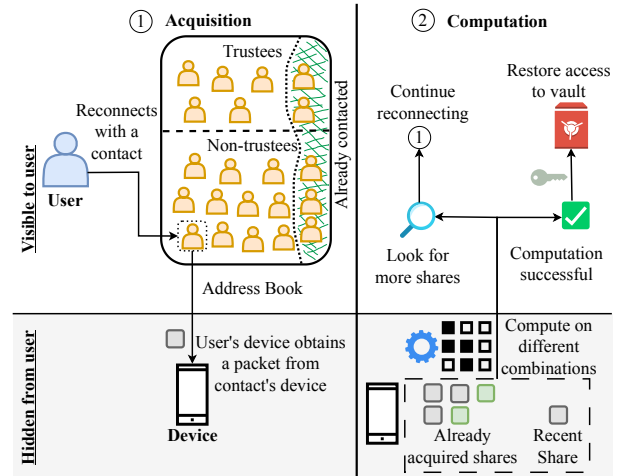 1 Acquisition
Trustees
Non-trustees
Already contacted
Reconnects
with a
contact
User
Address Book
Visible to user
2 Computation
Continue
reconnecting
1
Restore access
to vault
Look for
more shares
Computation
successful
Hidden from user
User's device obtains
a packet from
contact's device
Device
Compute on
different
combinations
Already
acquired shares
Recent
Share